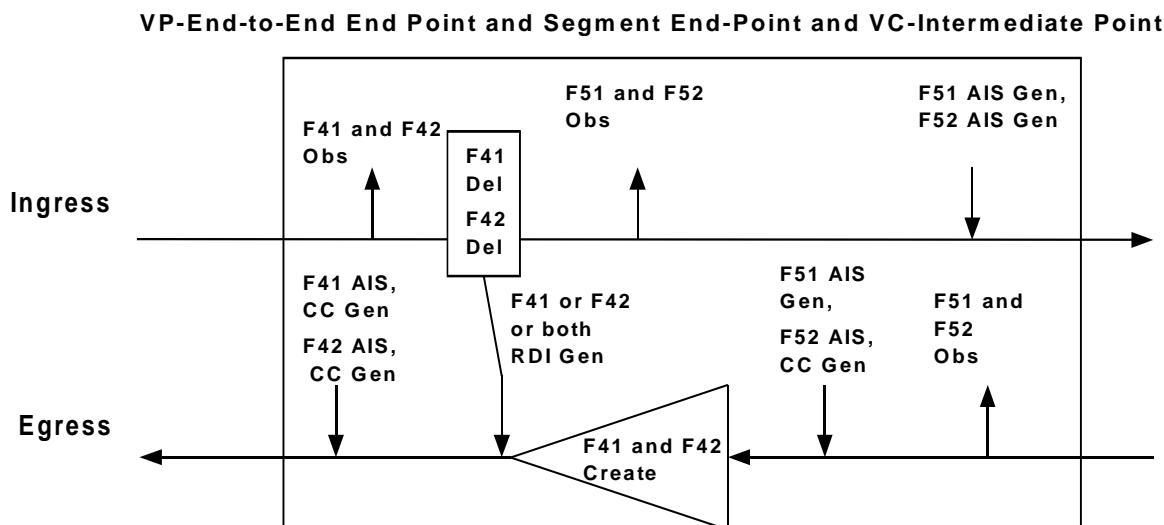 VP-End-to-End End Point and Segment End-Point and VC-Intermediate Point
F41 and F42
Obs
F41
Del
F42
Del
F51 and F52
Obs
F51 AIS Gen,
F52 AIS Gen
Ingress
F41 AIS,
CC Gen
F42 AIS,
CC Gen
F41 or F42
or both
RDI Gen
F51 AIS
Gen,
F52 AIS,
CC Gen
F51 and
F52
Obs
Egress
F41 and F42
Create